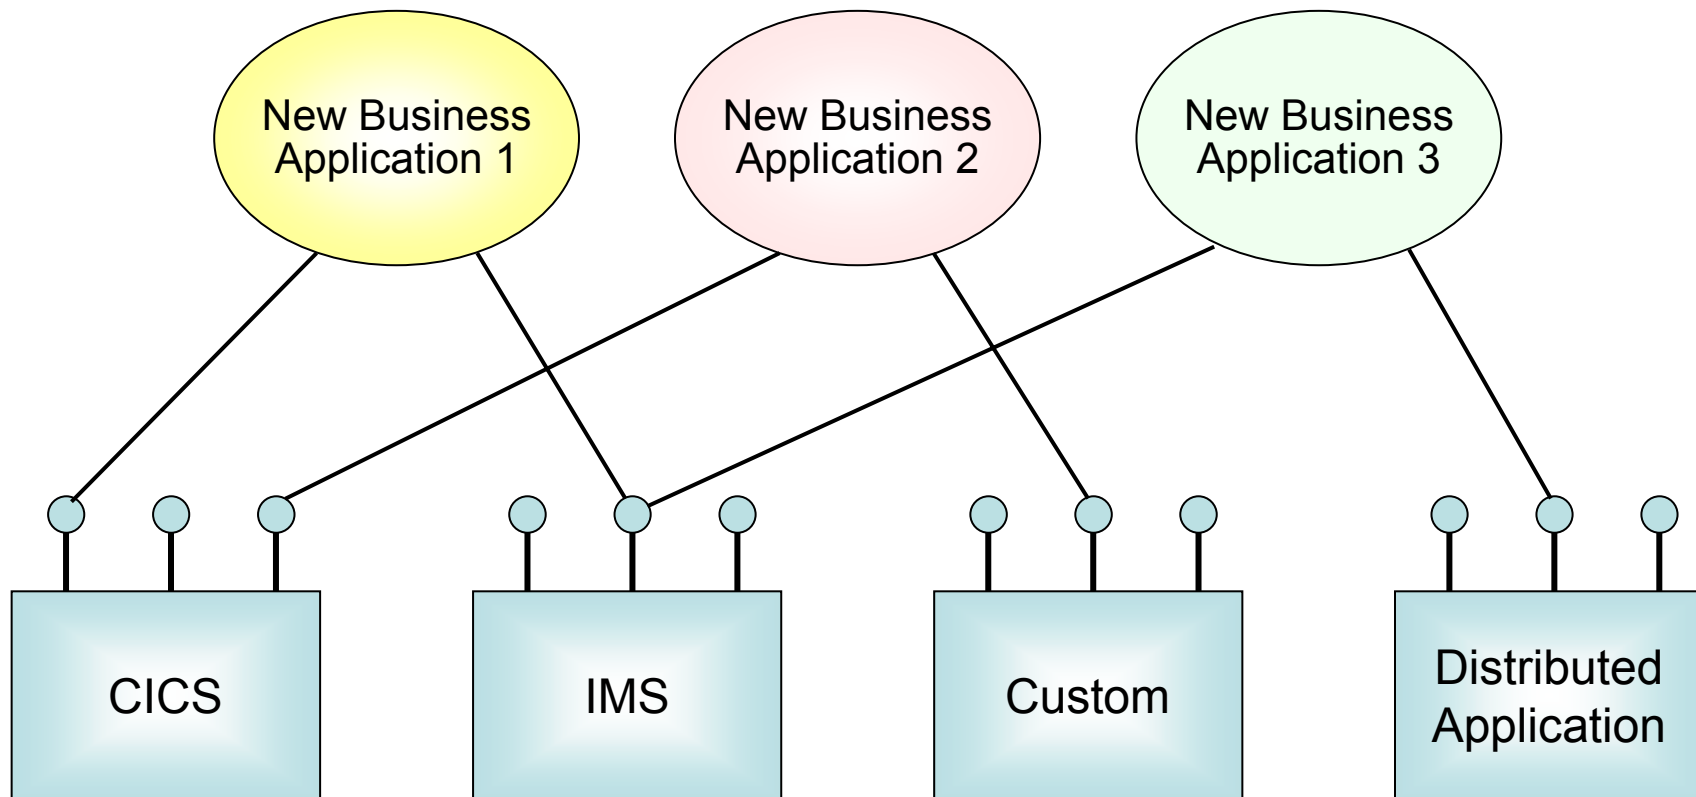 New Business
Application 1
New Business
Application 2
New Business
Application 3
CICS
IMS
Custom
Distributed
Application